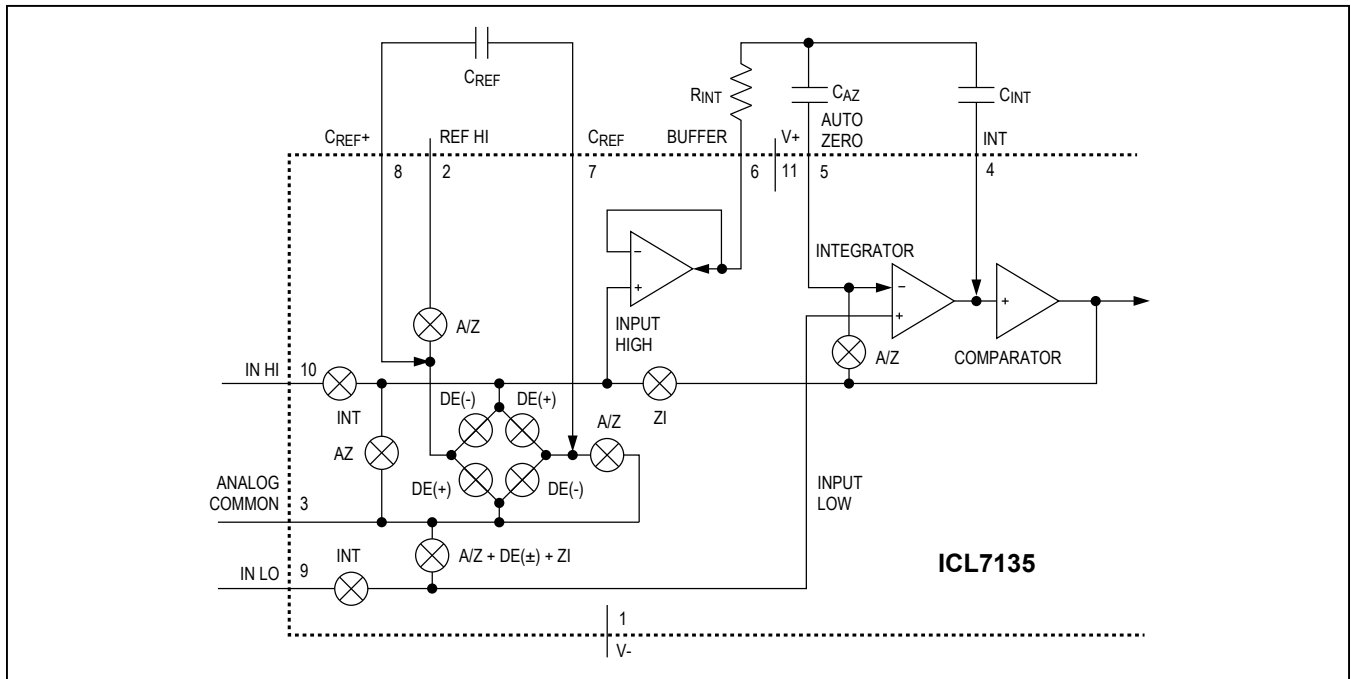 CREF
RINT
CAZ
CINT
CREF+
REF HI
CREF
BUFFER
V+
AUTO
ZERO
INT
8
2
7
6
11
5
4
INTEGRATOR
−
+
−
+
+
A/Z
INPUT
HIGH
A/Z
COMPARATOR
IN HI
10
INT
DE(-)
DE(+)
A/Z
ZI
AZ
DE(+)
DE(-)
ANALOG
COMMON
3
INPUT
LOW
INT
A/Z + DE(±) + ZI
IN LO
9
ICL7135
1
V-